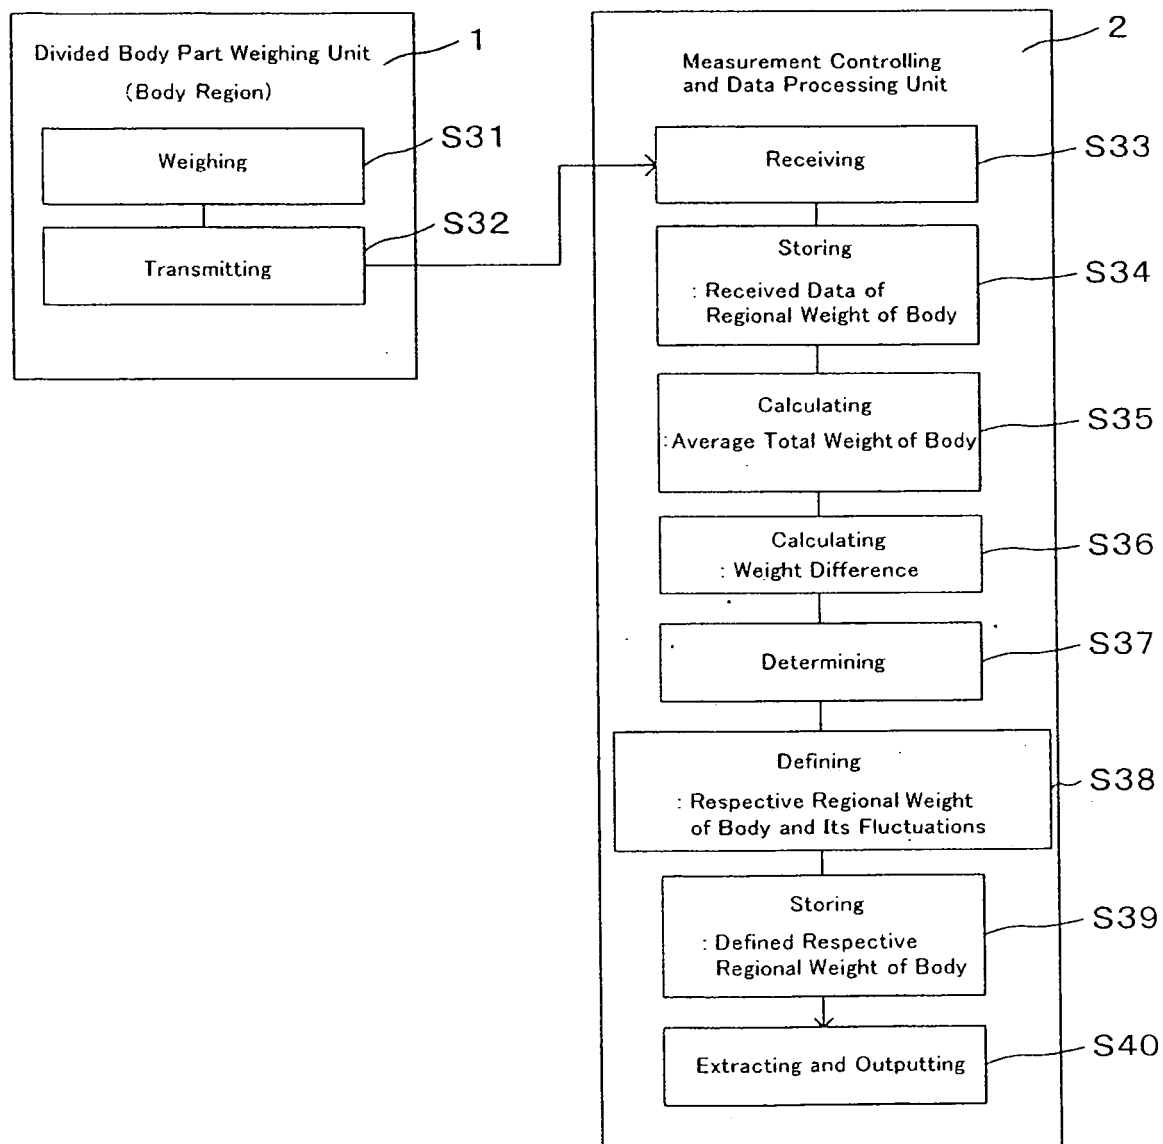 1
Divided Body Part Weighing Unit
(Body Region)
Weighing
S31
Transmitting
S32
2
Measurement Controlling
and Data Processing Unit
Receiving
S33
Storing
: Received Data of
Regional Weight of Body
S34
Calculating
: Average Total Weight of Body
S35
Calculating
: Weight Difference
S36
Determining
S37
Defining
: Respective Regional Weight
of Body and Its Fluctuations
S38
Storing
: Defined Respective
Regional Weight of Body
S39
Extracting and Outputting
S40